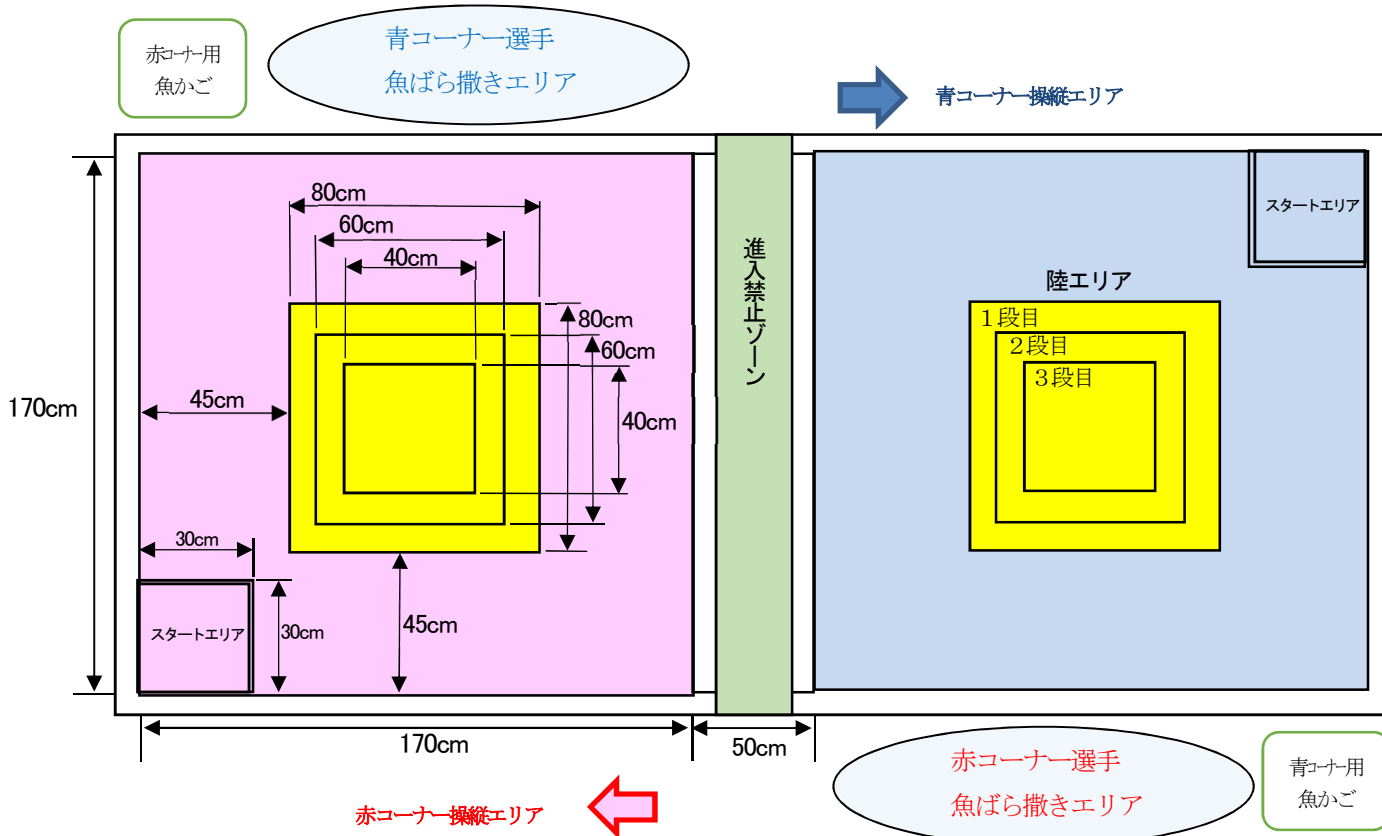 赤コーナー用
魚かご
青コーナー選手
魚ばら撒きエリア
青コーナー操縦エリア
80cm
60cm
40cm
80cm
60cm
40cm
45cm
170cm
30cm
スタートエリア
30cm
45cm
進入禁止ゾーン
スタートエリア
陸エリア
1段目
2段目
3段目
170cm
50cm
赤コーナー操縦エリア
赤コーナー選手
魚ばら撒きエリア
青コーナー用
魚かご